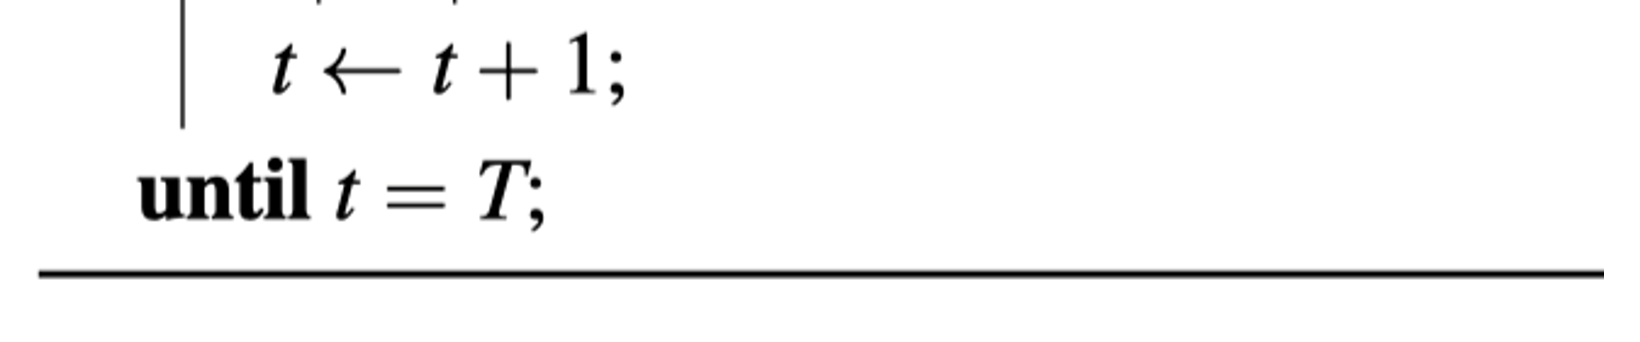 t ← t + 1;
until t = T;